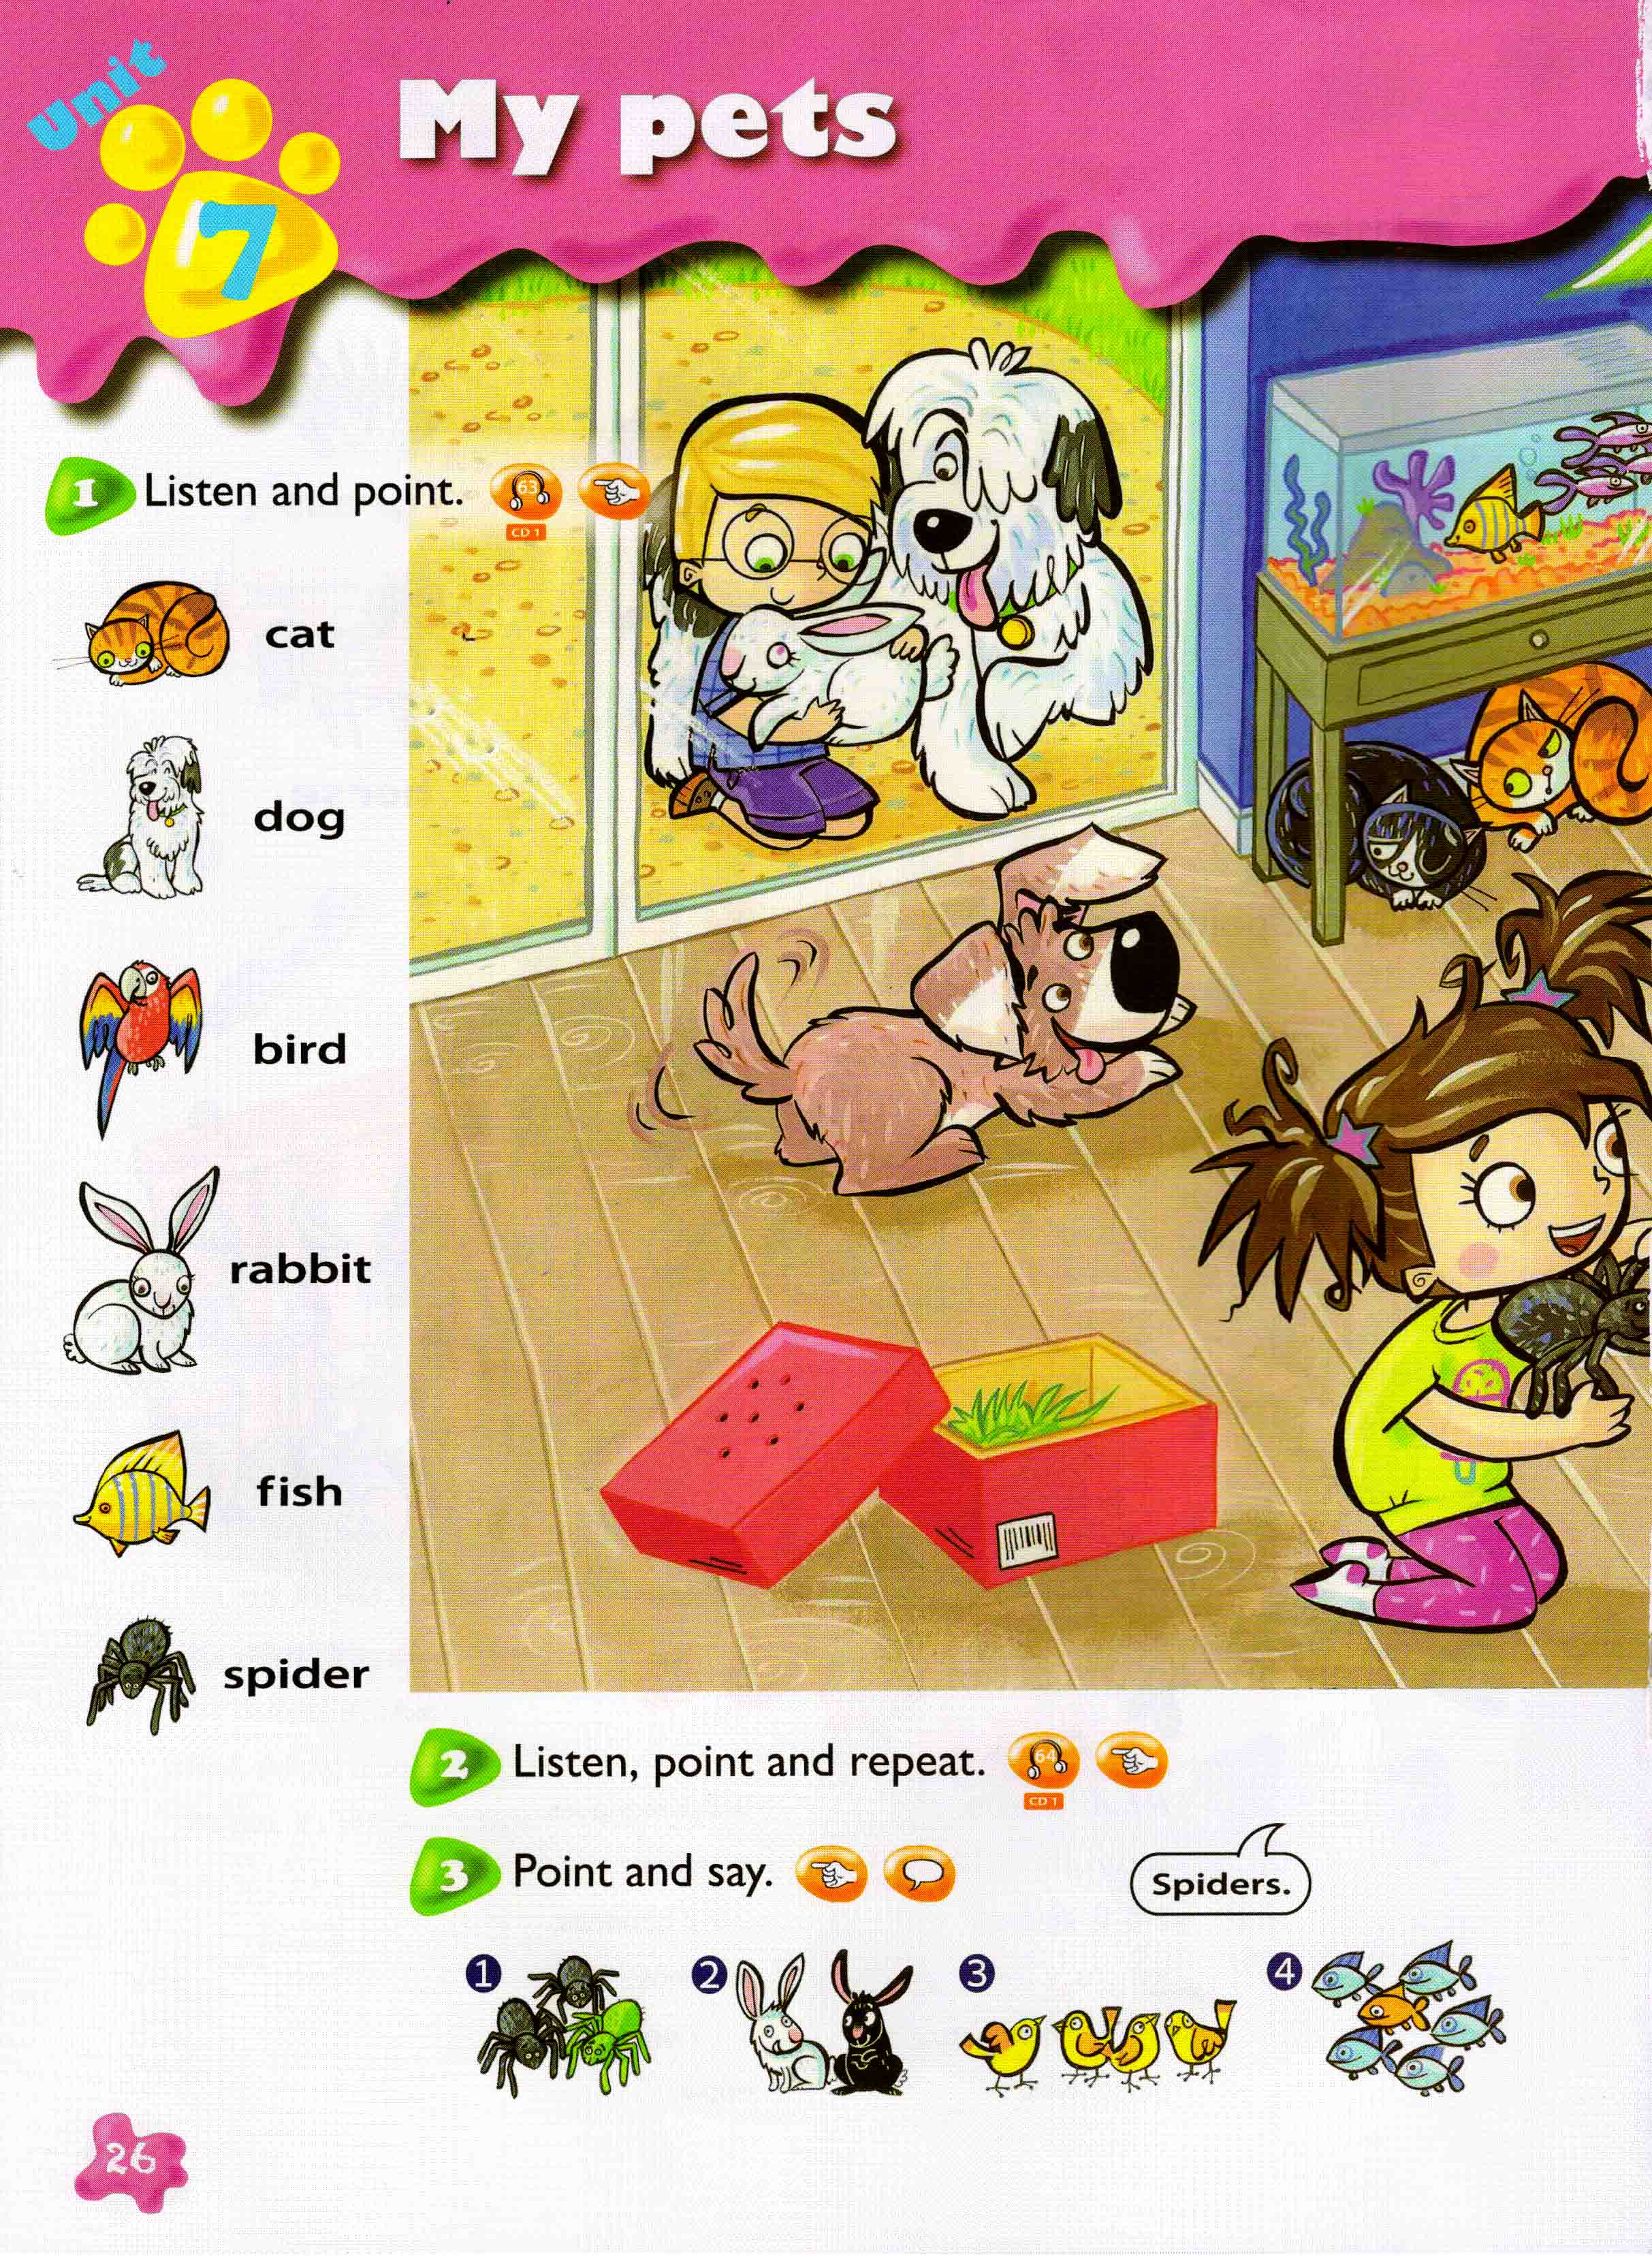 Unit
7
My pets
1 Listen and point.
63
CD 1
cat
dog
bird
rabbit
fish
spider
2 Listen, point and repeat.
64
CD 1
3 Point and say.
Spiders.
1
2
3
4
26